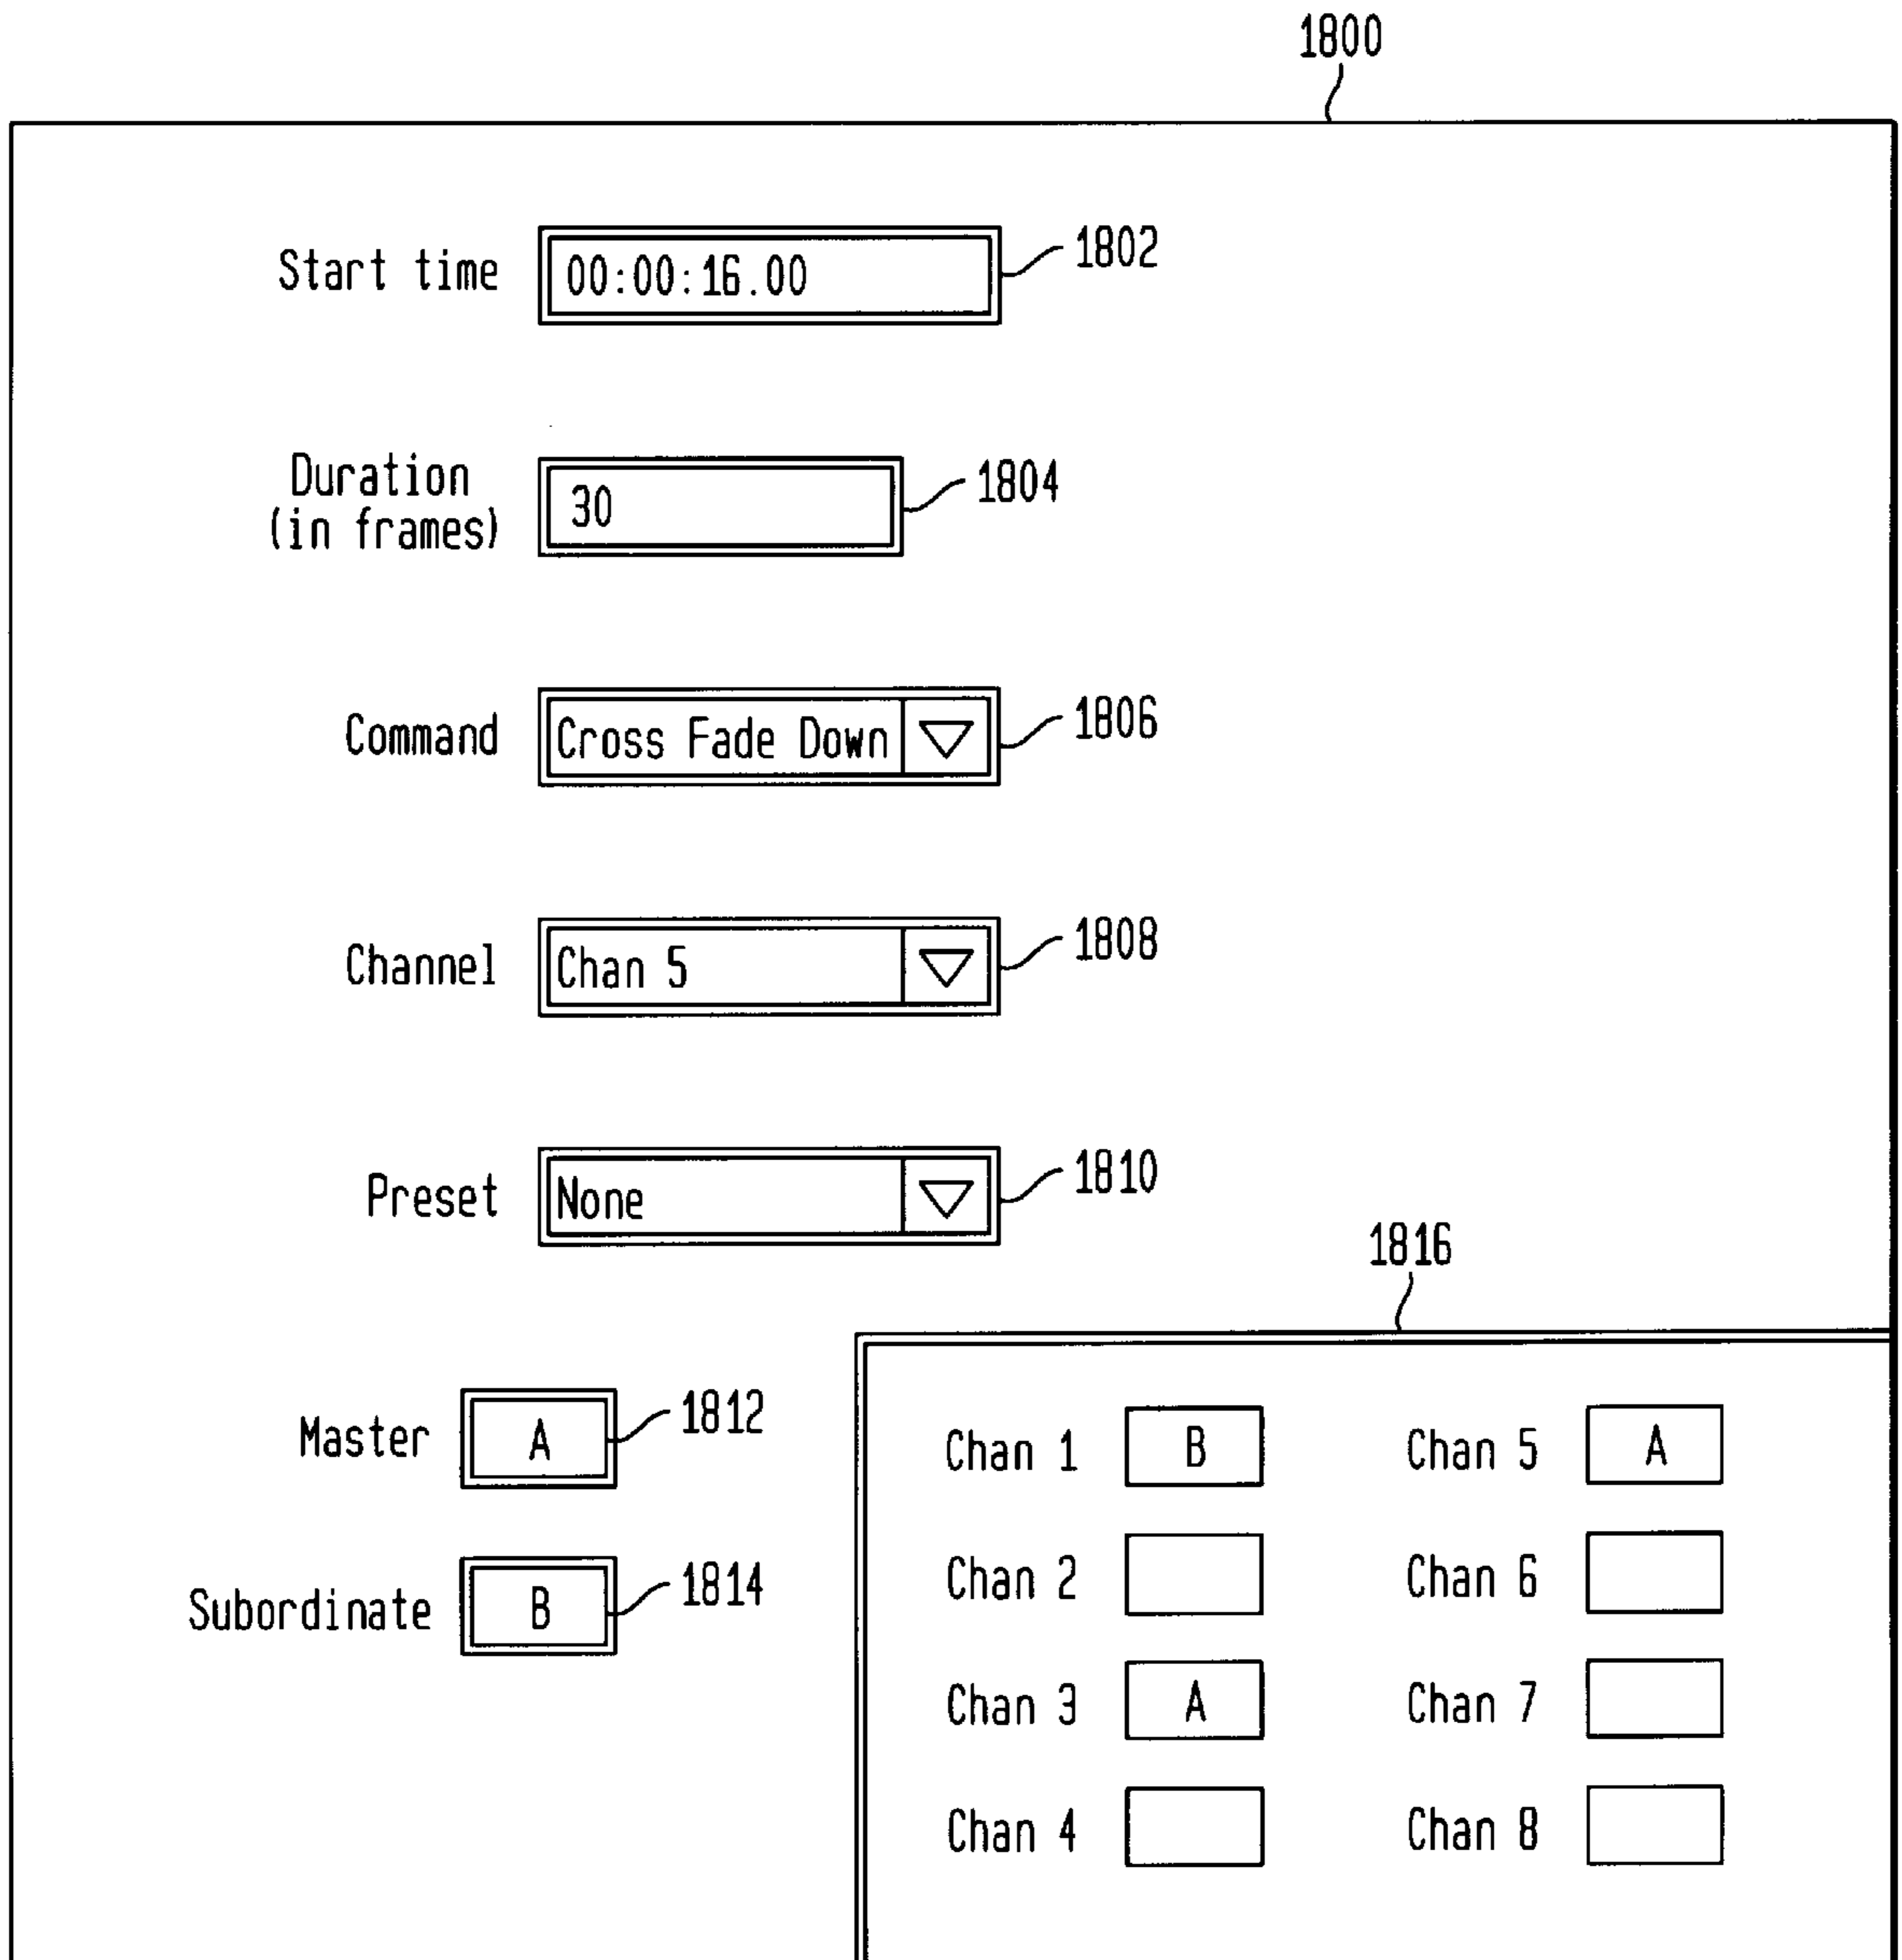 1800
Start time 00:00:16.00 1802
Duration (in frames) 30 1804
Command Cross Fade Down 1806
Channel Chan 5 1808
Preset None 1810
1816
Master A 1812
Subordinate B 1814
Chan 1 B Chan 5 A
Chan 2 Chan 6
Chan 3 A Chan 7
Chan 4 Chan 8